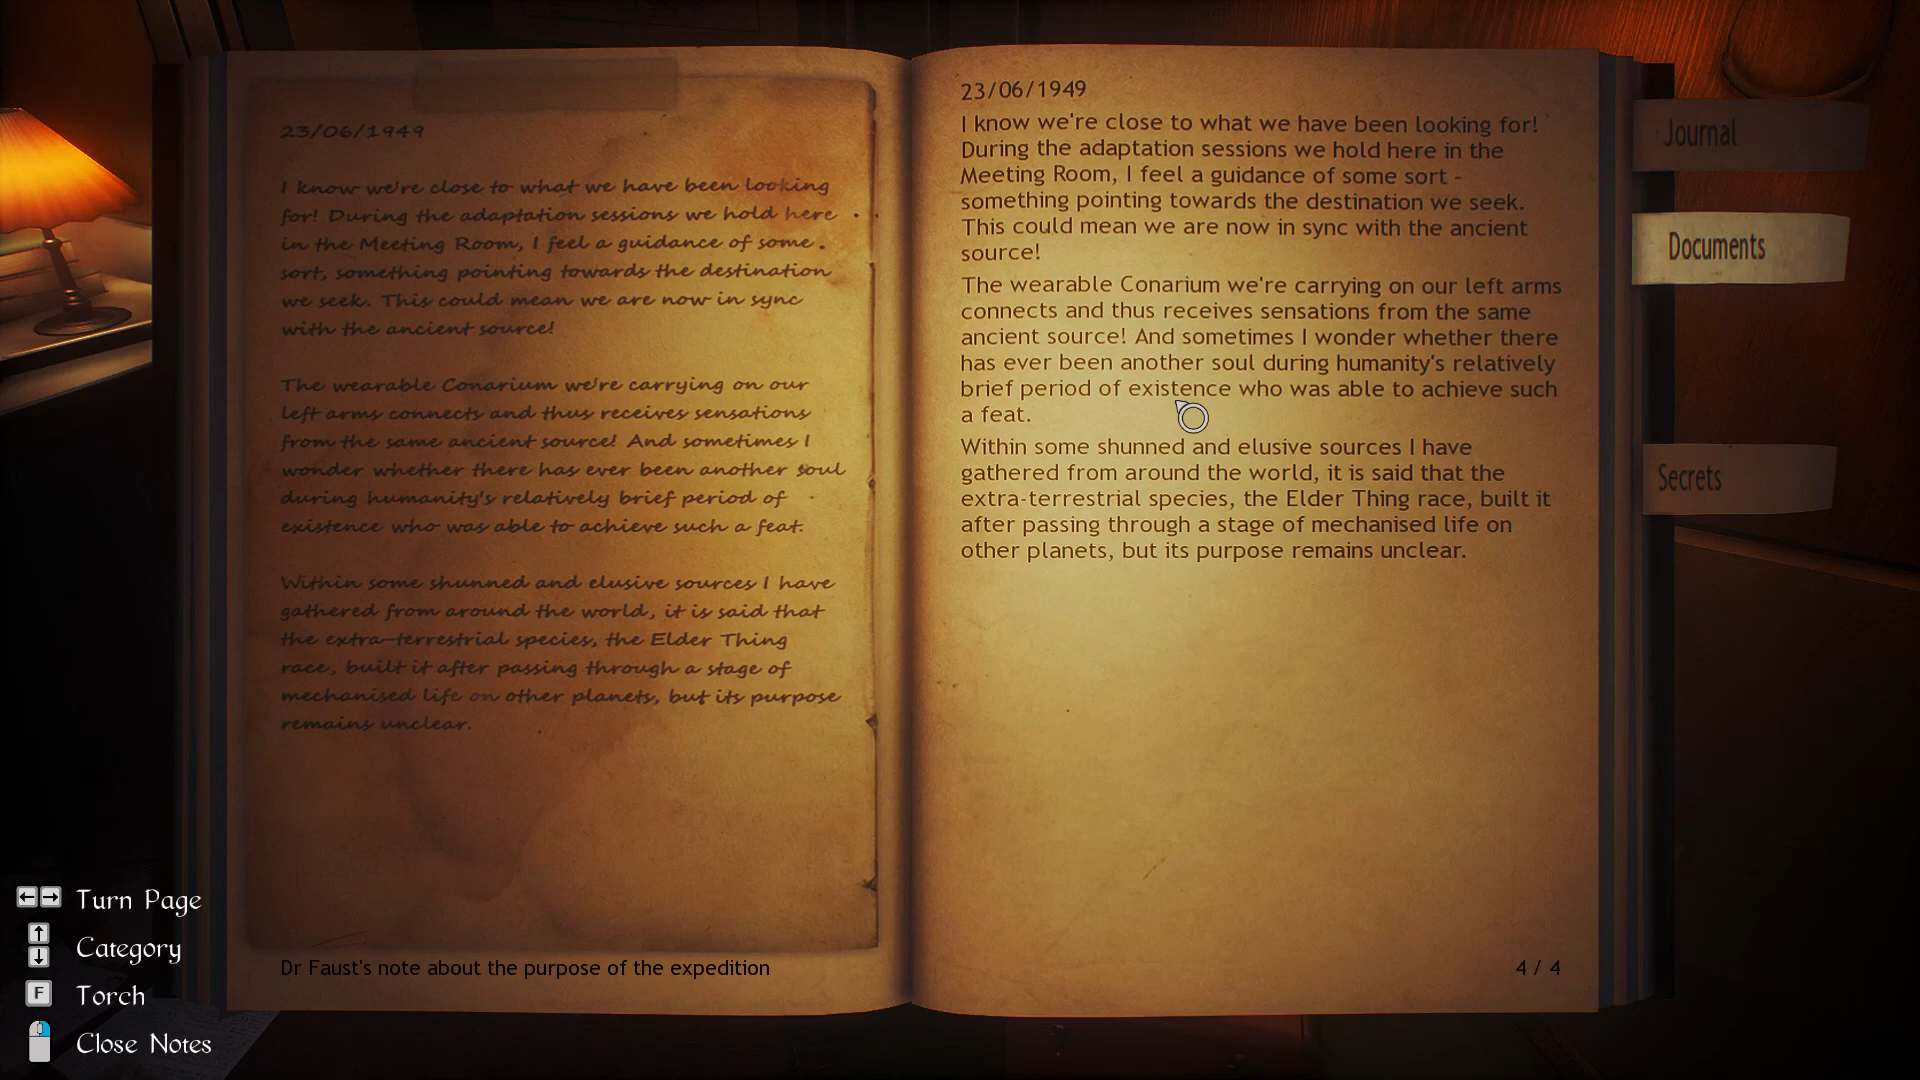 23/06/1949
I know we're close to what we have been looking
for! During the adaptation sessions we hold here
in the Meeting Room, I feel a guidance of some
sort, something pointing towards the destination
we seek. This could mean we are now in sync
with the ancient source!
The wearable Conarium we're carrying on our
left arms connects and thus receives sensations
from the same ancient source! And sometimes I
wonder whether there has ever been another soul
during humanity's relatively brief period of
existence who was able to achieve such a feat.
Within some shunned and elusive sources I have
gathered from around the world, it is said that
the extra-terrestrial species, the Elder Thing
race, built it after passing through a stage of
mechanised life on other planets, but its purpose
remains unclear.
Dr Faust's note about the purpose of the expedition
23/06/1949
I know we're close to what we have been looking for!
During the adaptation sessions we hold here in the
Meeting Room, I feel a guidance of some sort -
something pointing towards the destination we seek.
This could mean we are now in sync with the ancient
source!
The wearable Conarium we're carrying on our left arms
connects and thus receives sensations from the same
ancient source! And sometimes I wonder whether there
has ever been another soul during humanity's relatively
brief period of existence who was able to achieve such
a feat.
Within some shunned and elusive sources I have
gathered from around the world, it is said that the
extra-terrestrial species, the Elder Thing race, built it
after passing through a stage of mechanised life on
other planets, but its purpose remains unclear.
4 / 4
Journal
Documents
Secrets
Turn Page
Category
F Torch
Close Notes